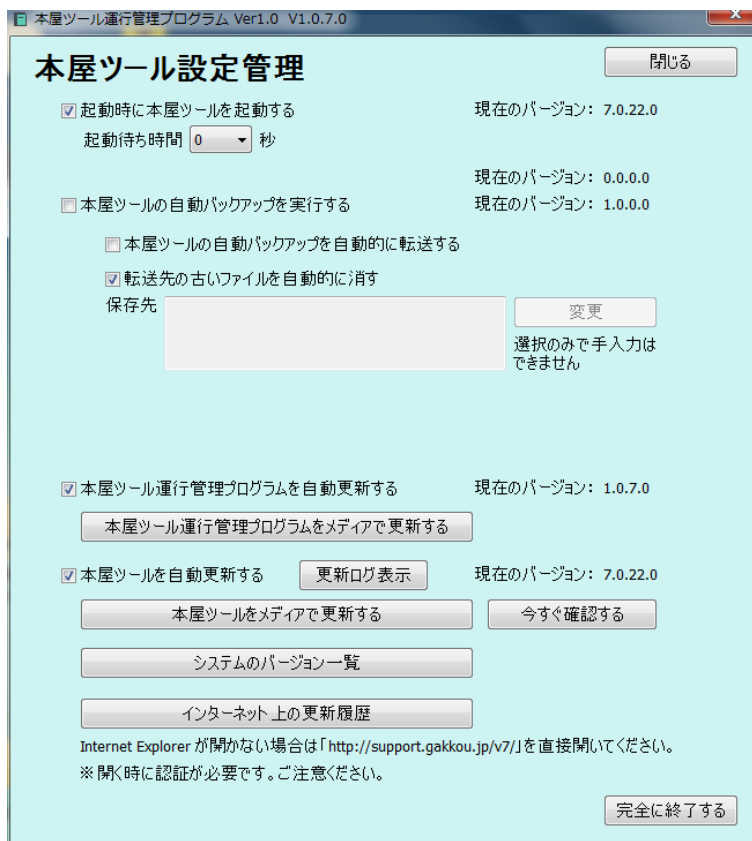 本屋ツール運行管理プログラム Ver1.0 V1.0.7.0
本屋ツール設定管理
閉じる
起動時に本屋ツールを起動する
現在のバージョン: 7.0.22.0
起動待ち時間 0 秒
現在のバージョン: 0.0.0.0
本屋ツールの自動バックアップを実行する
現在のバージョン: 1.0.0.0
本屋ツールの自動バックアップを自動的に転送する
転送先の古いファイルを自動的に消す
保存先
変更
選択のみで手入力は
できません
本屋ツール運行管理プログラムを自動更新する
現在のバージョン: 1.0.7.0
本屋ツール運行管理プログラムをメディアで更新する
本屋ツールを自動更新する
更新ログ表示
現在のバージョン: 7.0.22.0
本屋ツールをメディアで更新する
今すぐ確認する
システムのバージョン一覧
インターネット上の更新履歴
Internet Explorer が開かない場合は「http://support.gakkou.jp/v7/」を直接開いてください。
※開く時に認証が必要です。ご注意ください。
完全に終了する